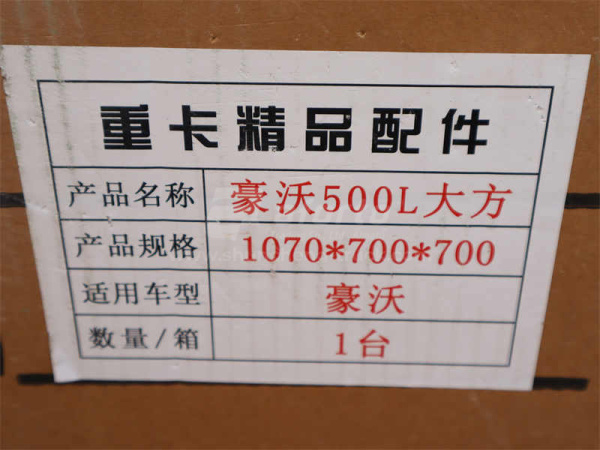 重卡精品配件
产品名称 豪沃500L大方
产品规格 1070*700*700
适用车型 豪沃
数量/箱 1台